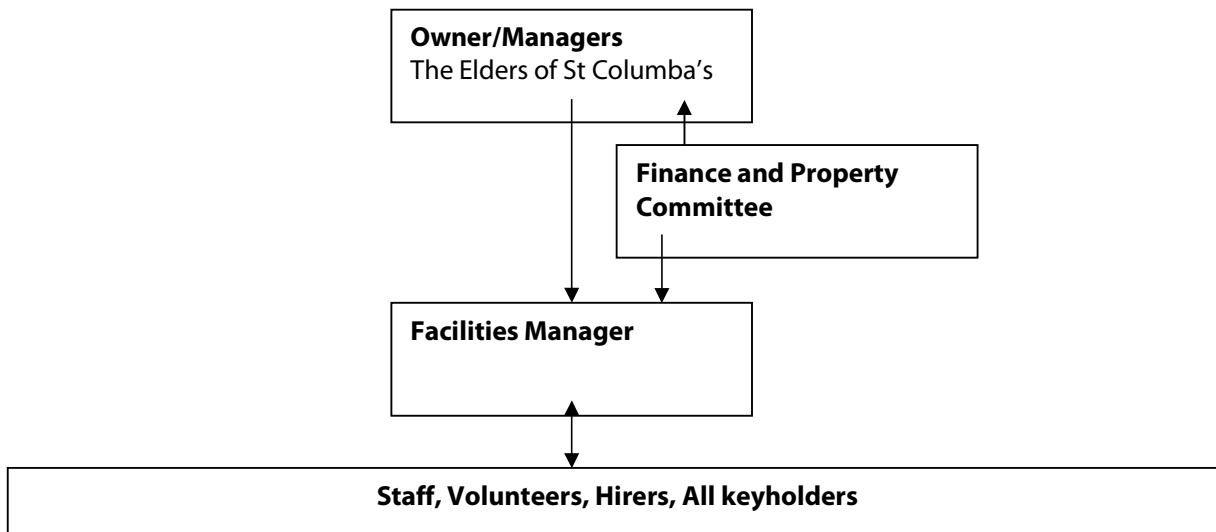 Owner/Managers
The Elders of St Columba’s
Finance and Property
Committee
Facilities Manager
Staff, Volunteers, Hirers, All keyholders